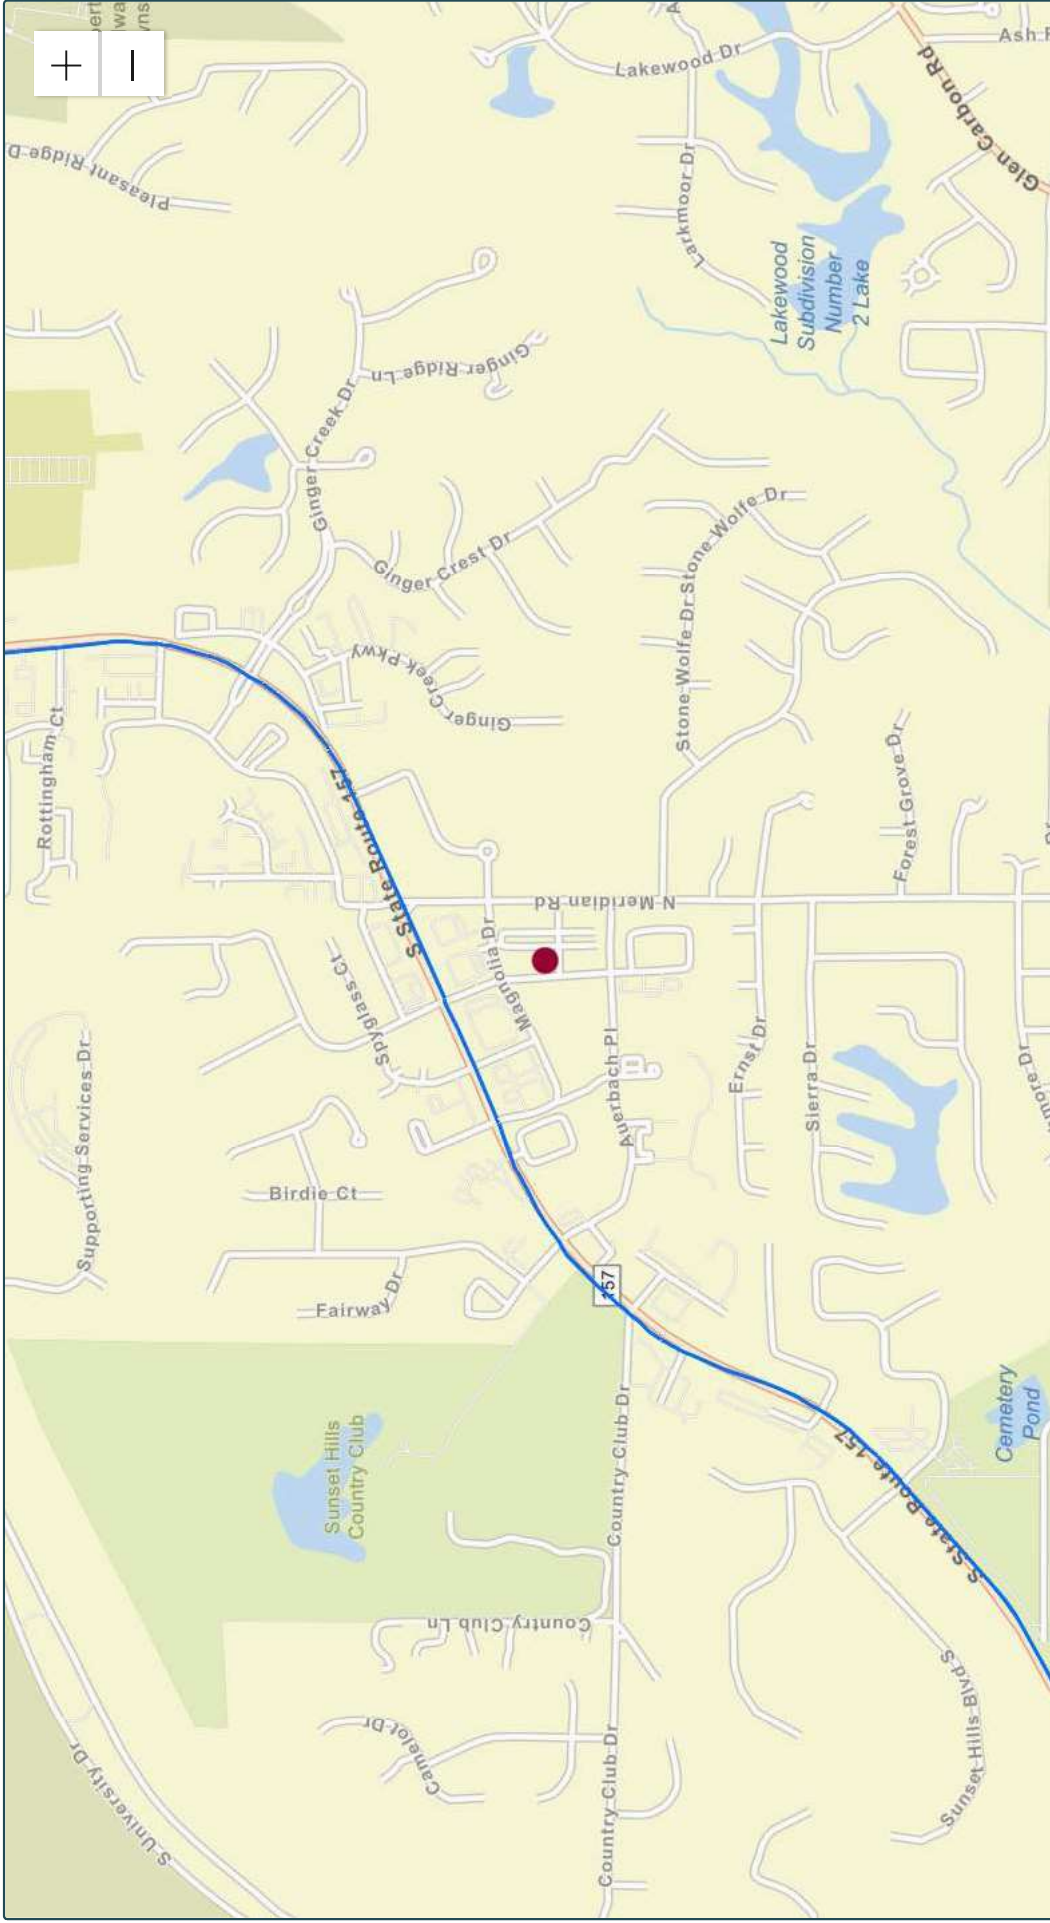 Lakewood Dr
Ash
Glen Carbon Rd
Pleasant Ridge D
Larkmoor Dr
Lakewood
Subdivision
Number
2 Lake
Ginger Ridge Ln
Ginger Creek Dr
Ginger Crest Dr
Stone Wolfe Dr
Stone Wolfe Dr
Ginger Creek Pkwy
Rottingham Ct
S State Route 157
Forest Grove Dr
N Meridian Rd
Magnolia Dr
Spyglass Ct
Auerbach Pl
Ernst Dr
Sierra Dr
more Dr
Supporting Services Dr
Birdie Ct
Fairway Dr
157
Country Club Dr
Sunset Hills
Country Club
Cemetery
Pond
S State Route 157
Country Club Ln
Camelot Dr
Country Club Dr
Sunset Hills Blvd S
S University Dr